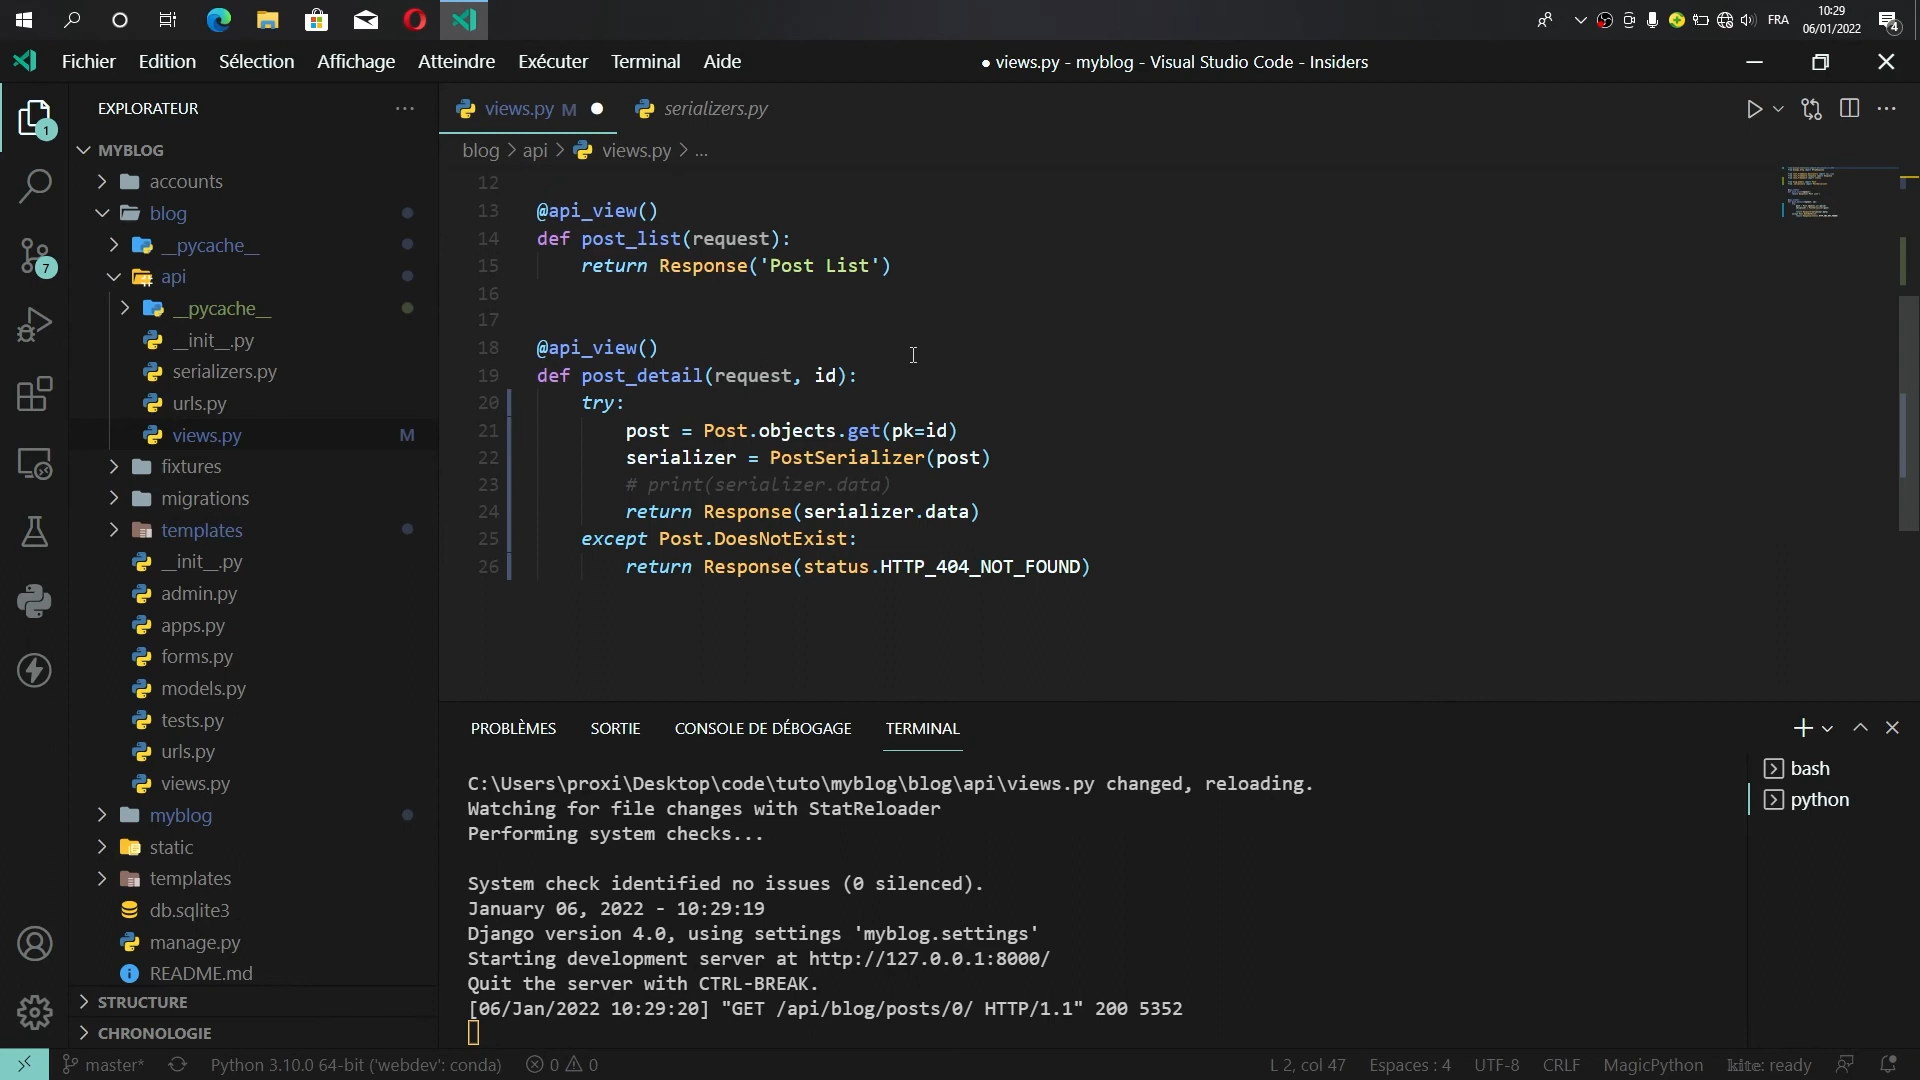 FRA
10:29
06/01/2022
4
Fichier Edition Sélection Affichage Atteindre Exécuter Terminal Aide
● views.py - myblog - Visual Studio Code - Insiders
EXPLORATEUR
1
7
MYBLOG
accounts
blog
__pycache__
api
__pycache__
__init__.py
serializers.py
urls.py
views.py M
fixtures
migrations
templates
__init__.py
admin.py
apps.py
forms.py
models.py
tests.py
urls.py
views.py
myblog
static
templates
db.sqlite3
manage.py
README.md
STRUCTURE
CHRONOLOGIE
views.py M ●
serializers.py
blog > api > views.py > ...
12
13 @api_view()
14 def post_list(request):
15 return Response('Post List')
16
17
18 @api_view()
19 def post_detail(request, id):
20 try:
21 post = Post.objects.get(pk=id)
22 serializer = PostSerializer(post)
23 # print(serializer.data)
24 return Response(serializer.data)
25 except Post.DoesNotExist:
26 return Response(status.HTTP_404_NOT_FOUND)
PROBLÈMES SORTIE CONSOLE DE DÉBOGAGE TERMINAL
C:\Users\proxi\Desktop\code\tuto\myblog\blog\api\views.py changed, reloading.
Watching for file changes with StatReloader
Performing system checks...
System check identified no issues (0 silenced).
January 06, 2022 - 10:29:19
Django version 4.0, using settings 'myblog.settings'
Starting development server at http://127.0.0.1:8000/
Quit the server with CTRL-BREAK.
[06/Jan/2022 10:29:20] "GET /api/blog/posts/0/ HTTP/1.1" 200 5352
bash
python
master* Python 3.10.0 64-bit ('webdev': conda) 0 0
L 2, col 47 Espaces : 4 UTF-8 CRLF MagicPython kite: ready